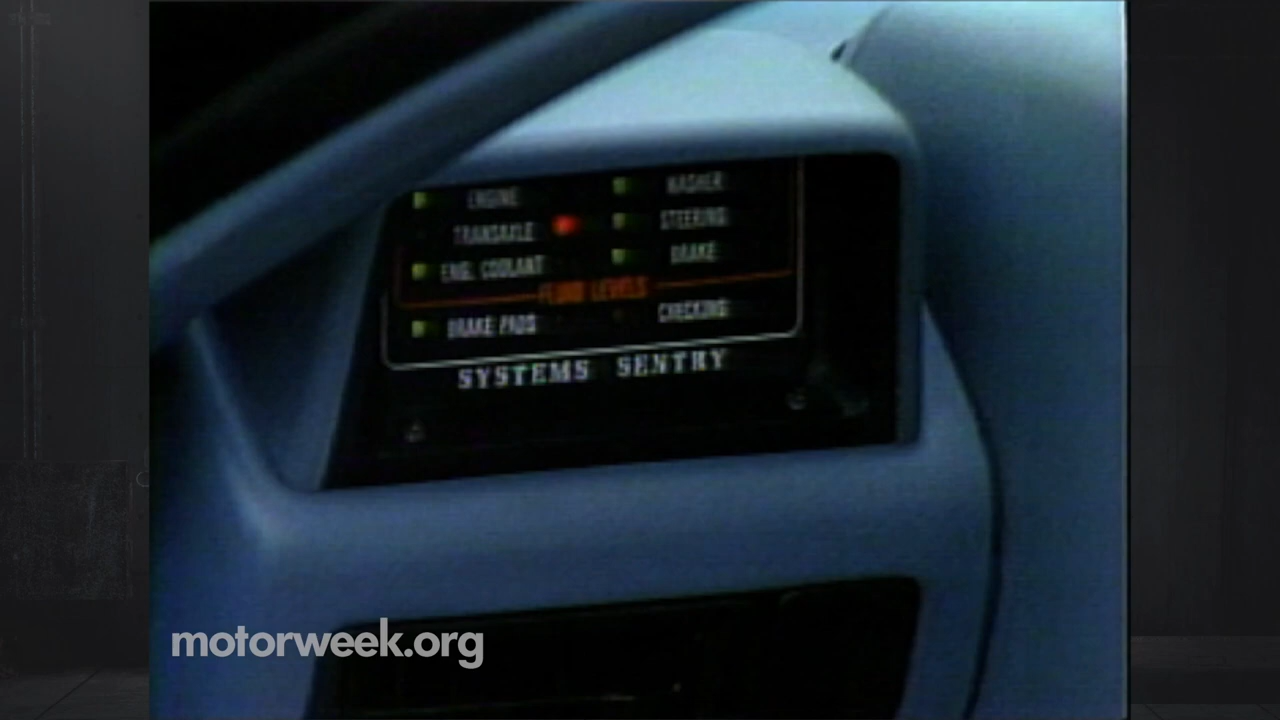 ENGINE WASHER
TRANSAXLE STEERING
ENG. COOLANT BRAKE
FLUID LEVELS
BRAKE PADS CHECKING
SYSTEMS SENTRY
motorweek.org